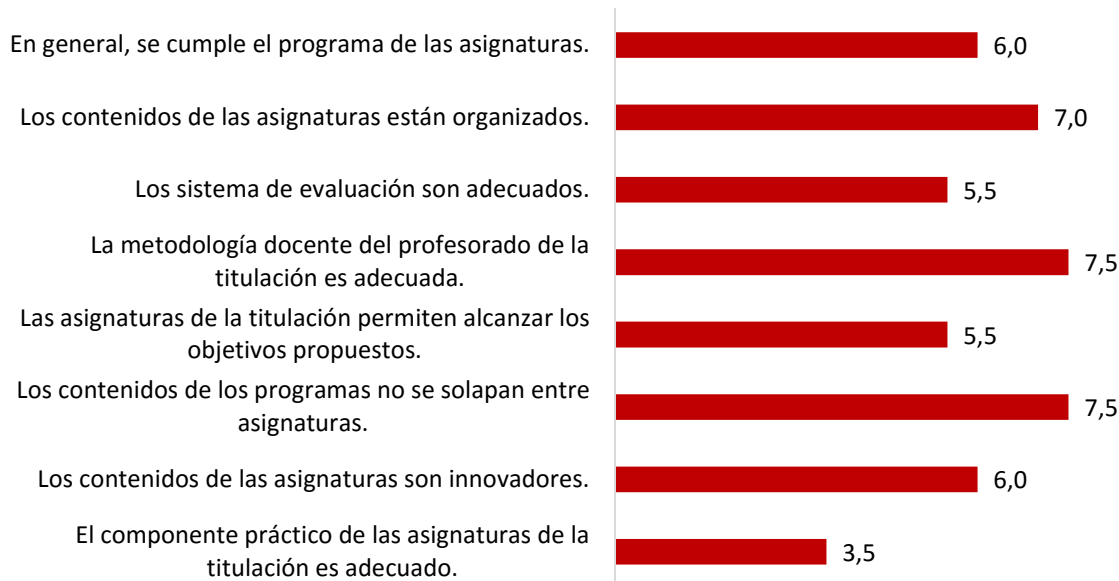 En general, se cumple el programa de las asignaturas.
6,0
Los contenidos de las asignaturas están organizados.
7,0
Los sistema de evaluación son adecuados.
5,5
La metodología docente del profesorado de la
titulación es adecuada.
7,5
Las asignaturas de la titulación permiten alcanzar los
objetivos propuestos.
5,5
Los contenidos de los programas no se solapan entre
asignaturas.
7,5
Los contenidos de las asignaturas son innovadores.
6,0
El componente práctico de las asignaturas de la
titulación es adecuado.
3,5